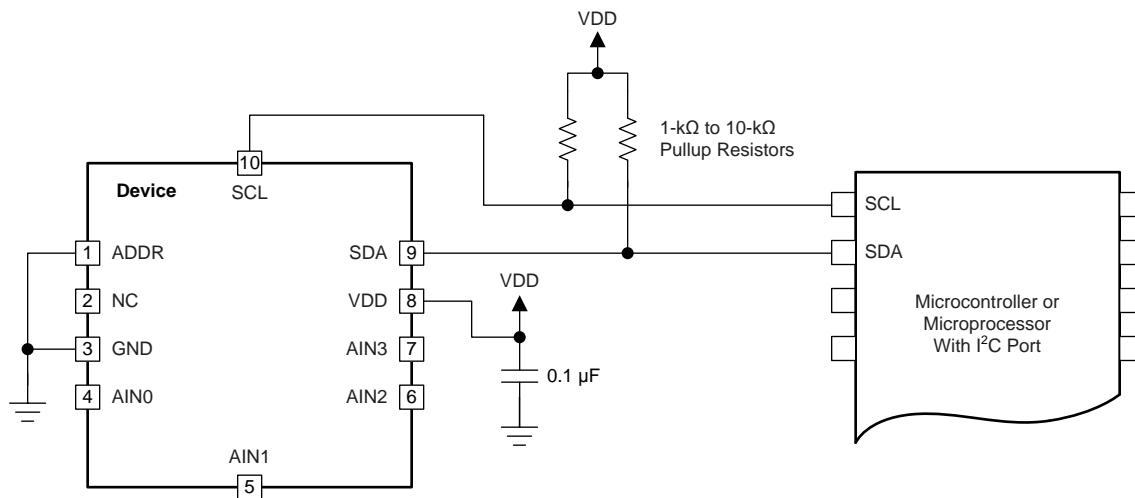 VDD
1-kΩ to 10-kΩ
Pullup Resistors
10
Device
SCL
SCL
1
ADDR
SDA
9
SDA
VDD
2
NC
VDD
8
Microcontroller or
Microprocessor
With I²C Port
3
GND
AIN3
7
0.1 µF
4
AIN0
AIN2
6
AIN1
5